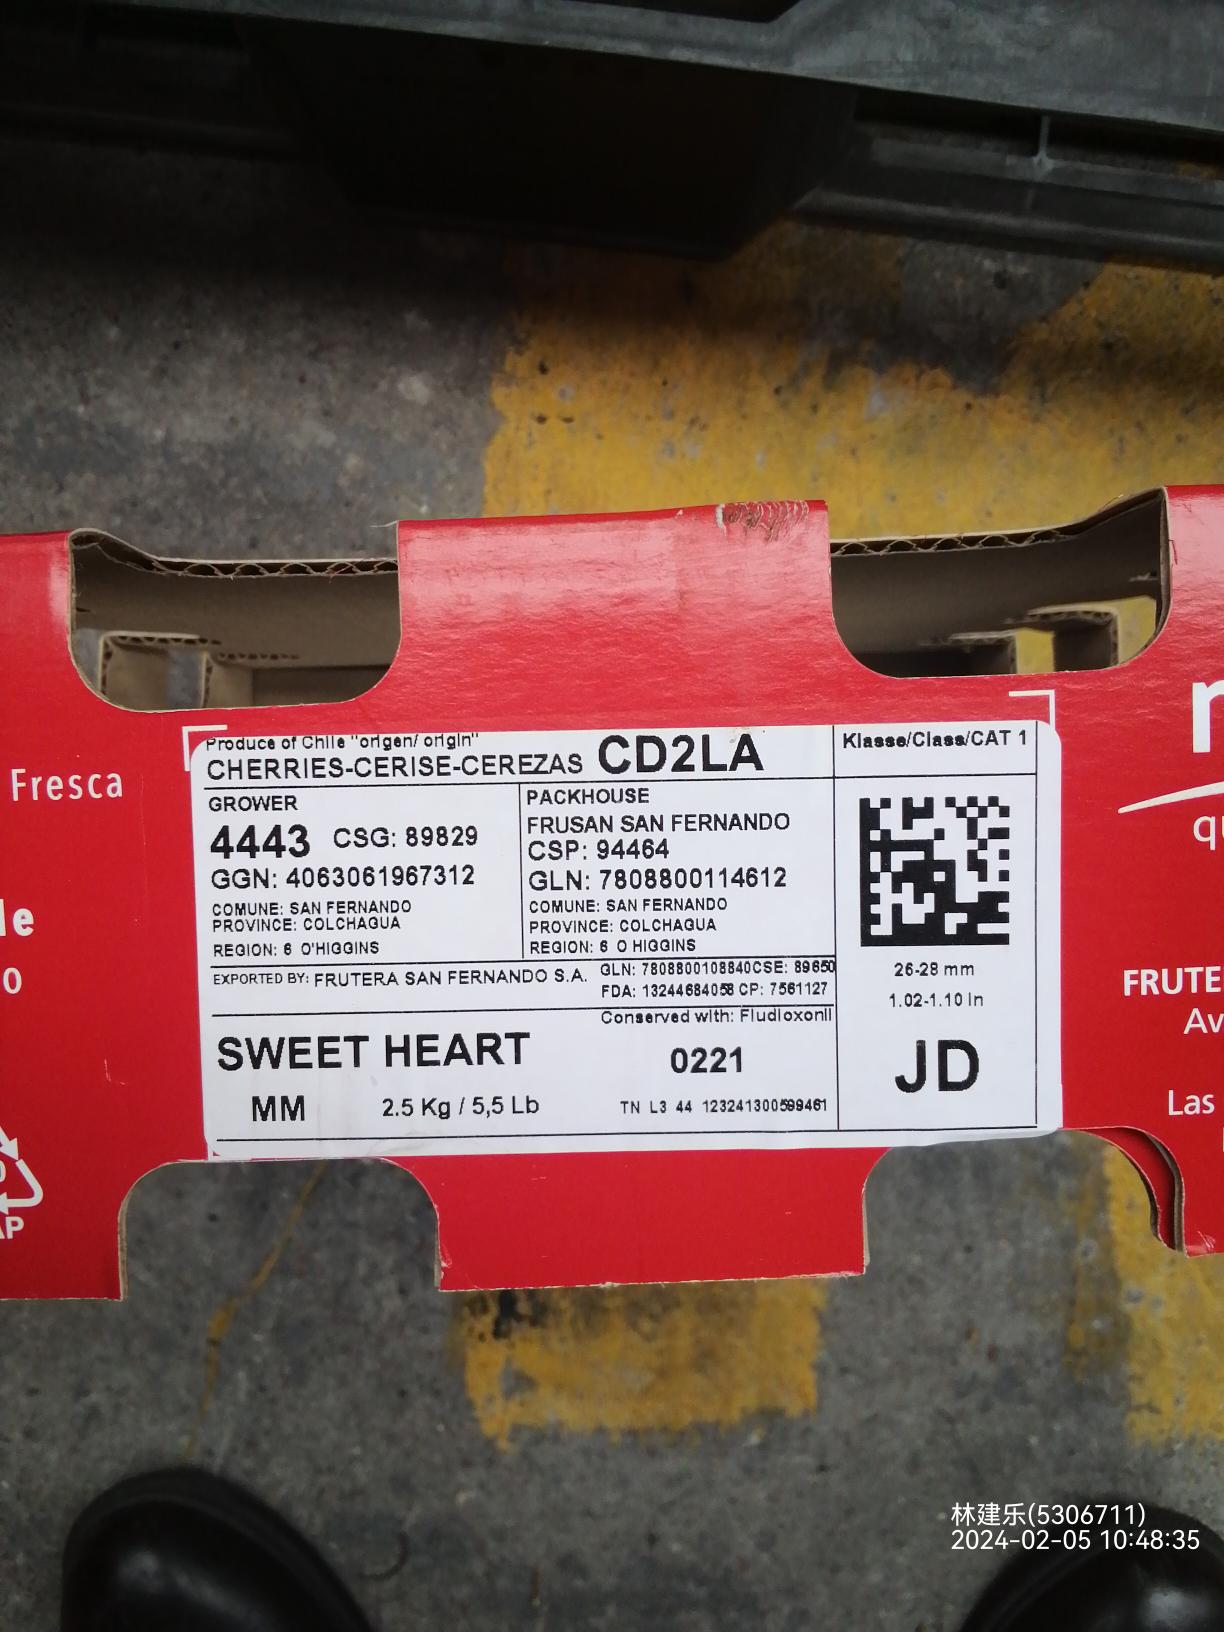 Produce of Chile "origen/ origin"
CHERRIES-CERISE-CEREZAS CD2LA
Klasse/Class/CAT 1
GROWER
4443 CSG: 89829
GGN: 4063061967312
COMUNE: SAN FERNANDO
PROVINCE: COLCHAGUA
REGION: 6 O'HIGGINS
PACKHOUSE
FRUSAN SAN FERNANDO
CSP: 94464
GLN: 7808800114612
COMUNE: SAN FERNANDO
PROVINCE: COLCHAGUA
REGION: 6 O HIGGINS
EXPORTED BY: FRUTERA SAN FERNANDO S.A.
GLN: 7808800108840CSE: 89650
FDA: 13244684058 CP: 7561127
Conserved with: Fludioxonil
SWEET HEART
0221
MM 2.5 Kg / 5,5 Lb
TN L3 44 123241300599461
26-28 mm
1.02-1.10 In
JD
Fresca
FRUTE
Av
Las
林建乐(5306711)
2024-02-05 10:48:35